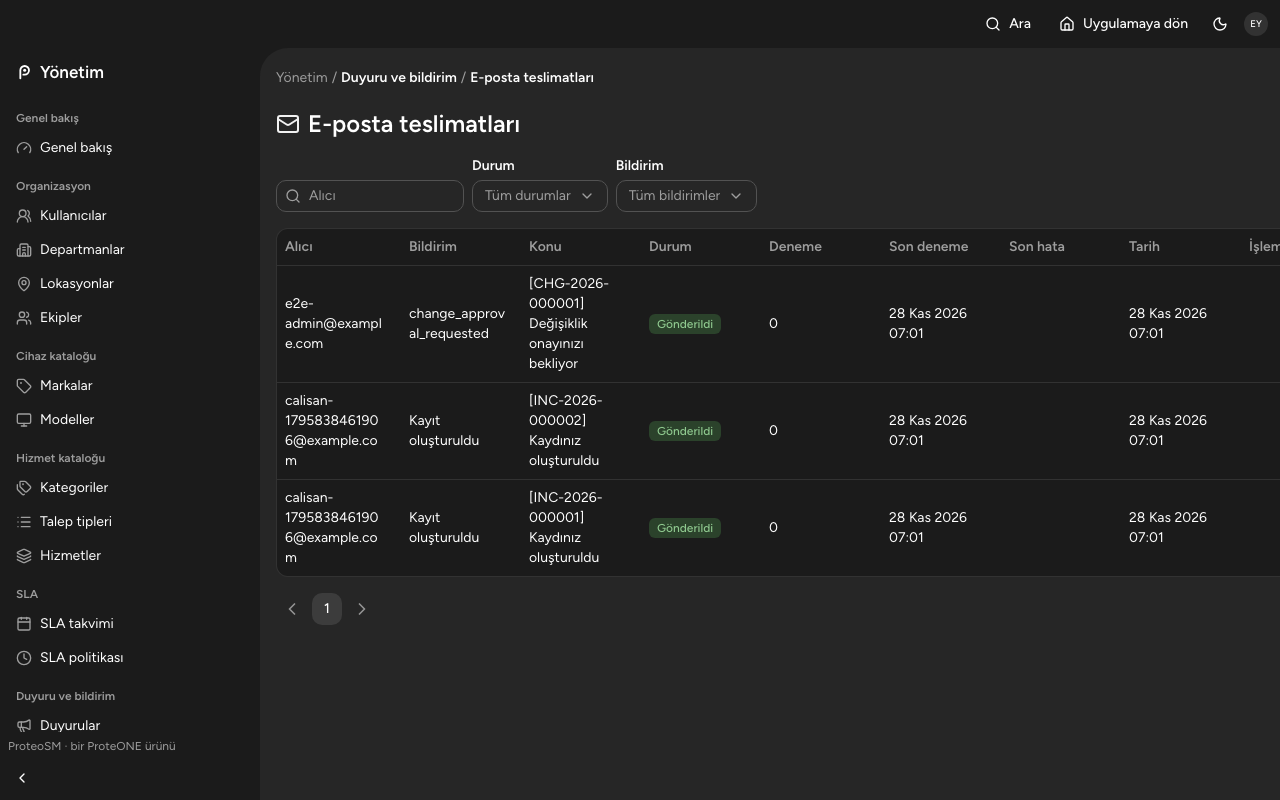 Ara
Uygulamaya dön
EY
Yönetim
Genel bakış
Genel bakış
Organizasyon
Kullanıcılar
Departmanlar
Lokasyonlar
Ekipler
Cihaz kataloğu
Markalar
Modeller
Hizmet kataloğu
Kategoriler
Talep tipleri
Hizmetler
SLA
SLA takvimi
SLA politikası
Duyuru ve bildirim
Duyurular
ProteoSM · bir ProteONE ürünü
Yönetim / Duyuru ve bildirim / E-posta teslimatları
E-posta teslimatları
Durum
Bildirim
Alıcı
Tüm durumlar
Tüm bildirimler
Alıcı Bildirim Konu Durum Deneme Son deneme Son hata Tarih İşlem
e2e-
admin@exampl
e.com
change_approv
al_requested
[CHG-2026-
000001]
Değişiklik
onayınızı
bekliyor
Gönderildi
0
28 Kas 2026
07:01
28 Kas 2026
07:01
calisan-
179583846190
6@example.co
m
Kayıt
oluşturuldu
[INC-2026-
000002]
Kaydınız
oluşturuldu
Gönderildi
0
28 Kas 2026
07:01
28 Kas 2026
07:01
calisan-
179583846190
6@example.co
m
Kayıt
oluşturuldu
[INC-2026-
000001]
Kaydınız
oluşturuldu
Gönderildi
0
28 Kas 2026
07:01
28 Kas 2026
07:01
1